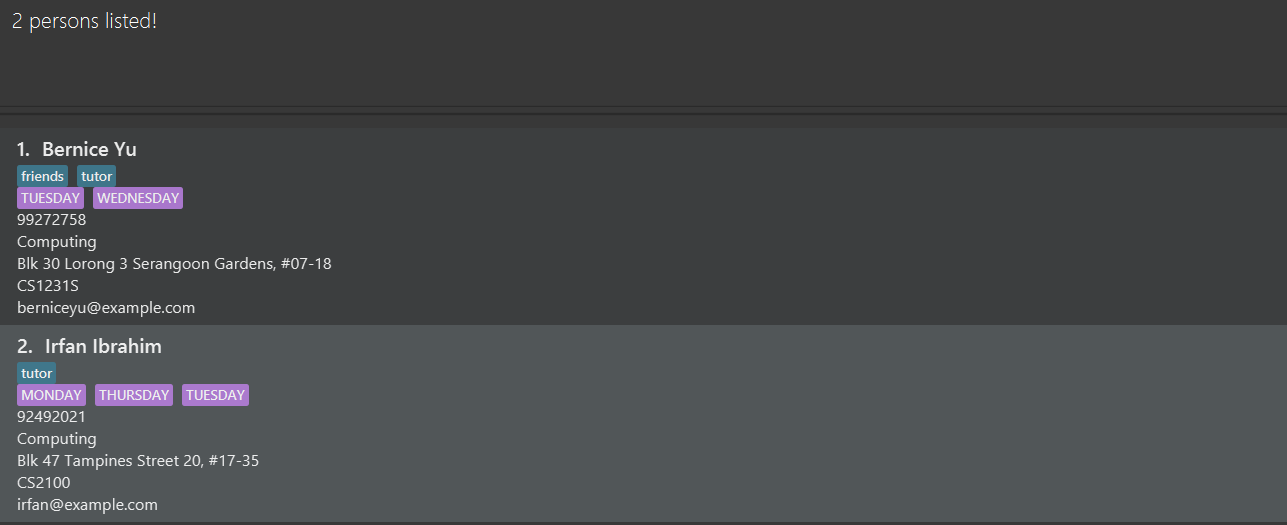 2 persons listed!
1. Bernice Yu
friends tutor
TUESDAY WEDNESDAY
99272758
Computing
Blk 30 Lorong 3 Serangoon Gardens, #07-18
CS1231S
berniceyu@example.com
2. Irfan Ibrahim
tutor
MONDAY THURSDAY TUESDAY
92492021
Computing
Blk 47 Tampines Street 20, #17-35
CS2100
irfan@example.com